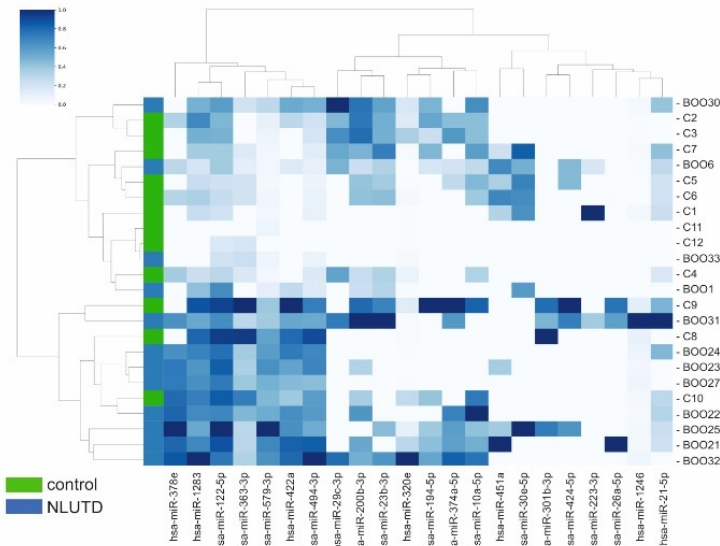 1.0
0.8
0.6
0.4
0.2
0.0
- BOO30
- C2
- C3
- C7
- BOO6
- C5
- C6
- C1
- C11
- C12
- BOO33
- C4
- BOO1
- C9
- BOO31
- C8
- BOO24
- BOO23
- BOO27
- C10
- BOO22
- BOO25
- BOO21
- BOO32
control
NLUTD
hsa-miR-378e
hsa-miR-1283
sa-miR-122-5p
sa-miR-363-3p
sa-miR-579-3p
hsa-miR-422a
sa-miR-494-3p
sa-miR-29c-3p
a-miR-200b-3p
sa-miR-23b-3p
hsa-miR-320e
sa-miR-194-5p
a-miR-374a-5p
sa-miR-10a-5p
hsa-miR-451a
sa-miR-30e-5p
a-miR-301b-3p
sa-miR-424-5p
sa-miR-223-3p
sa-miR-26a-5p
hsa-miR-1246
hsa-miR-21-5p